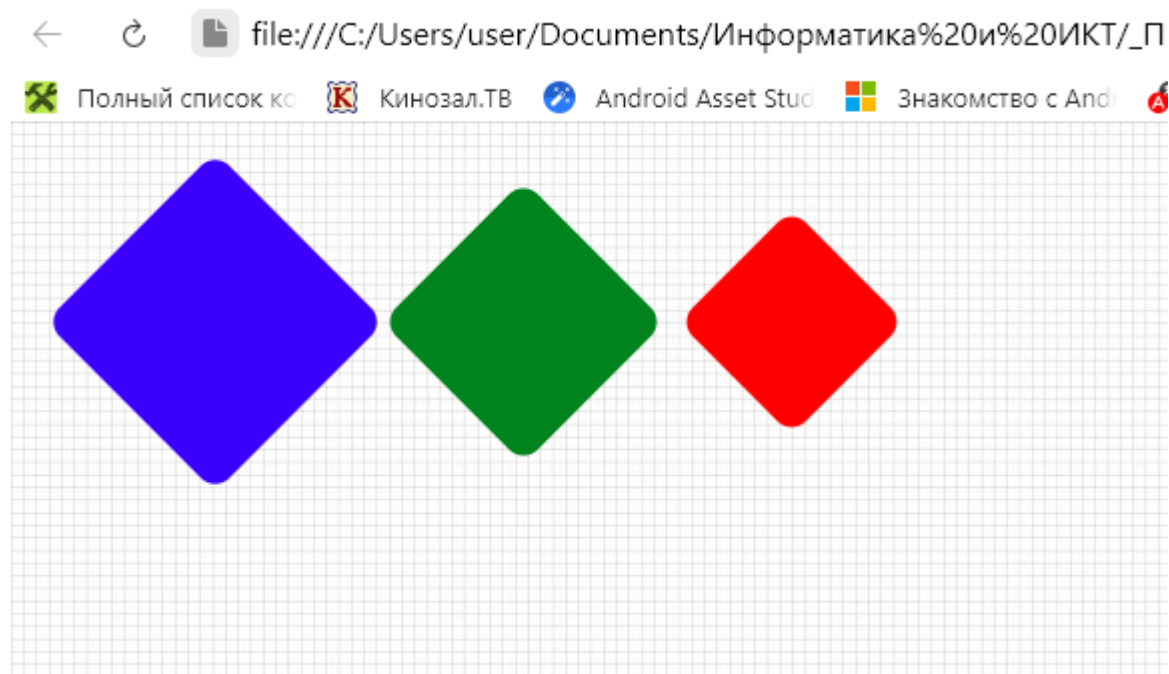 file:///C:/Users/user/Documents/Информатика%20и%20ИКТ/_П
Полный список ко Кинозал.ТВ Android Asset Stud Знакомство с Andr